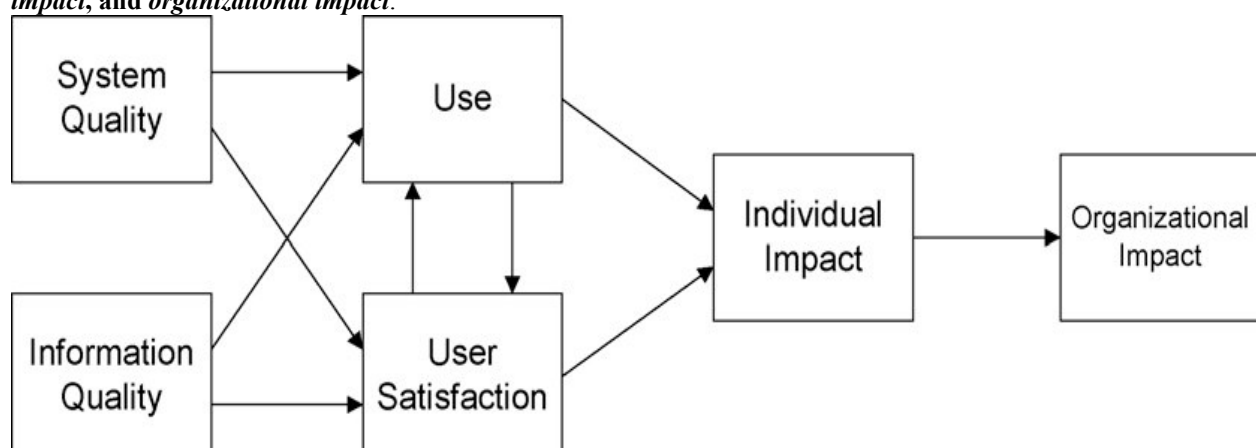 impact, and organizational impact.
System
Quality
Use
Individual
Impact
Organizational
Impact
Information
Quality
User
Satisfaction